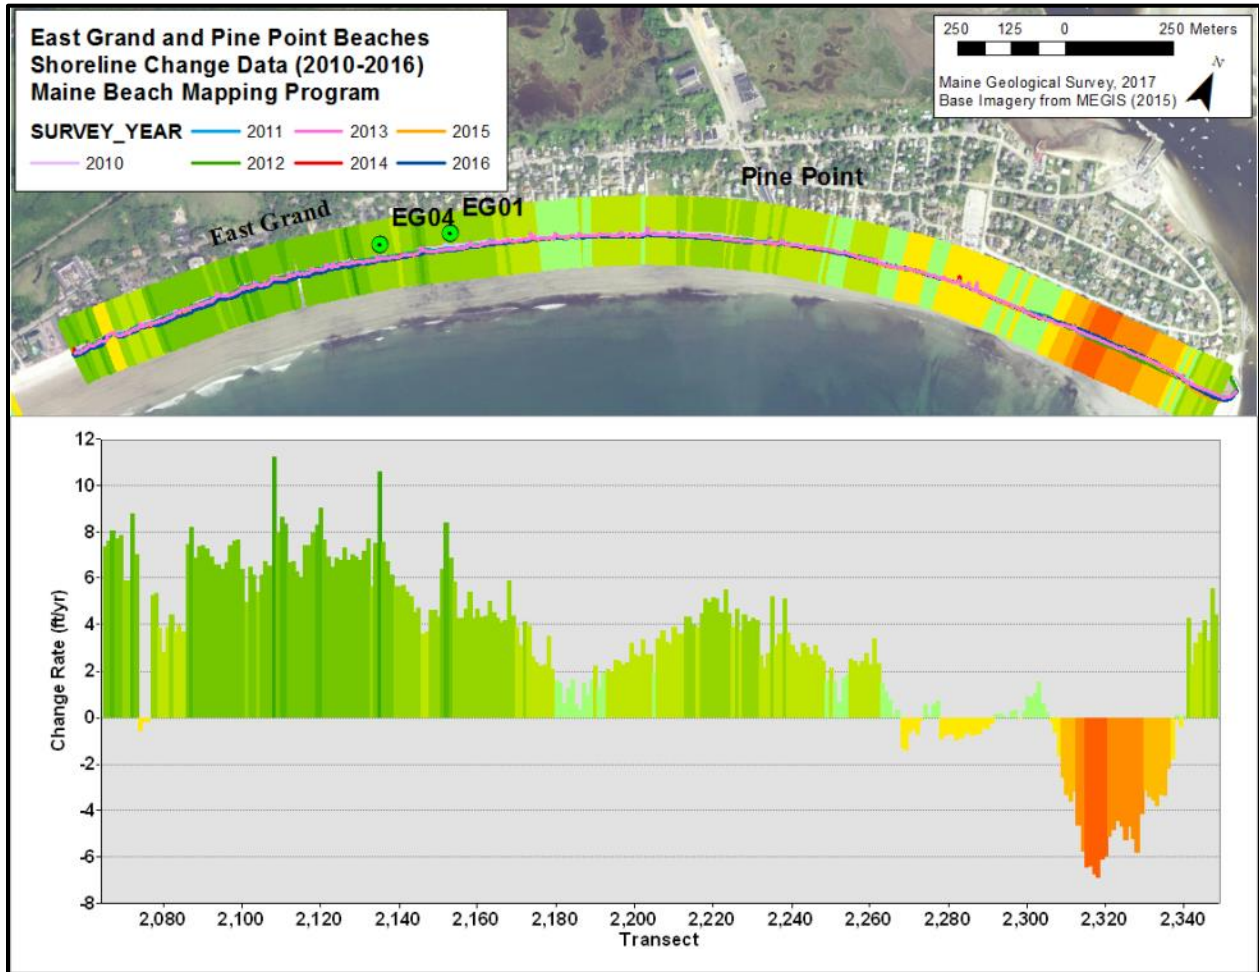 East Grand and Pine Point Beaches
Shoreline Change Data (2010-2016)
Maine Beach Mapping Program
SURVEY_YEAR 2011 2013 2015
2010 2012 2014 2016
250 125 0 250 Meters
Maine Geological Survey, 2017
Base Imagery from MEGIS (2015)
N
East Grand
EG04
EG01
Pine Point
12
10
8
6
4
2
0
-2
-4
-6
-8
Change Rate (ft/yr)
2,080 2,100 2,120 2,140 2,160 2,180 2,200 2,220 2,240 2,260 2,280 2,300 2,320 2,340
Transect